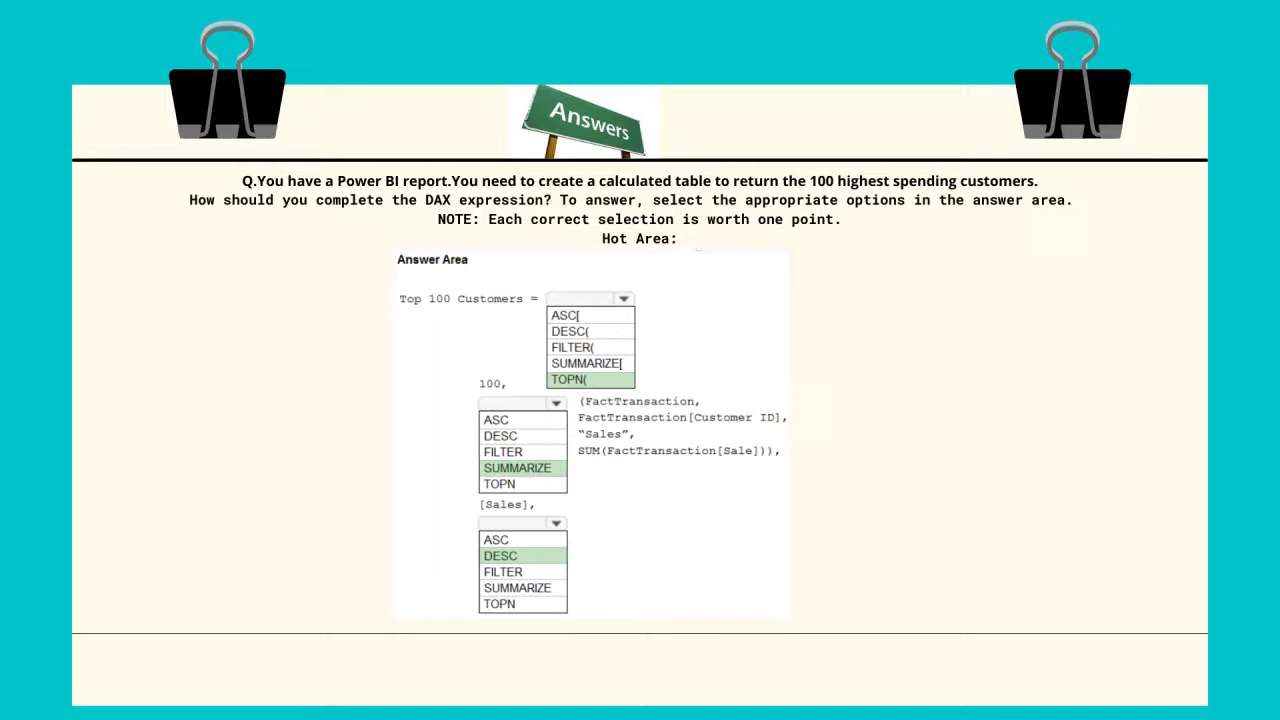 Answers
Q.You have a Power BI report.You need to create a calculated table to return the 100 highest spending customers.
How should you complete the DAX expression? To answer, select the appropriate options in the answer area.
NOTE: Each correct selection is worth one point.
Hot Area:
Answer Area
Top 100 Customers =
ASC[
DESC(
FILTER(
SUMMARIZE[
TOPN(
100,
(FactTransaction,
FactTransaction[Customer ID],
“Sales”,
SUM(FactTransaction[Sale])),
ASC
DESC
FILTER
SUMMARIZE
TOPN
[Sales],
ASC
DESC
FILTER
SUMMARIZE
TOPN